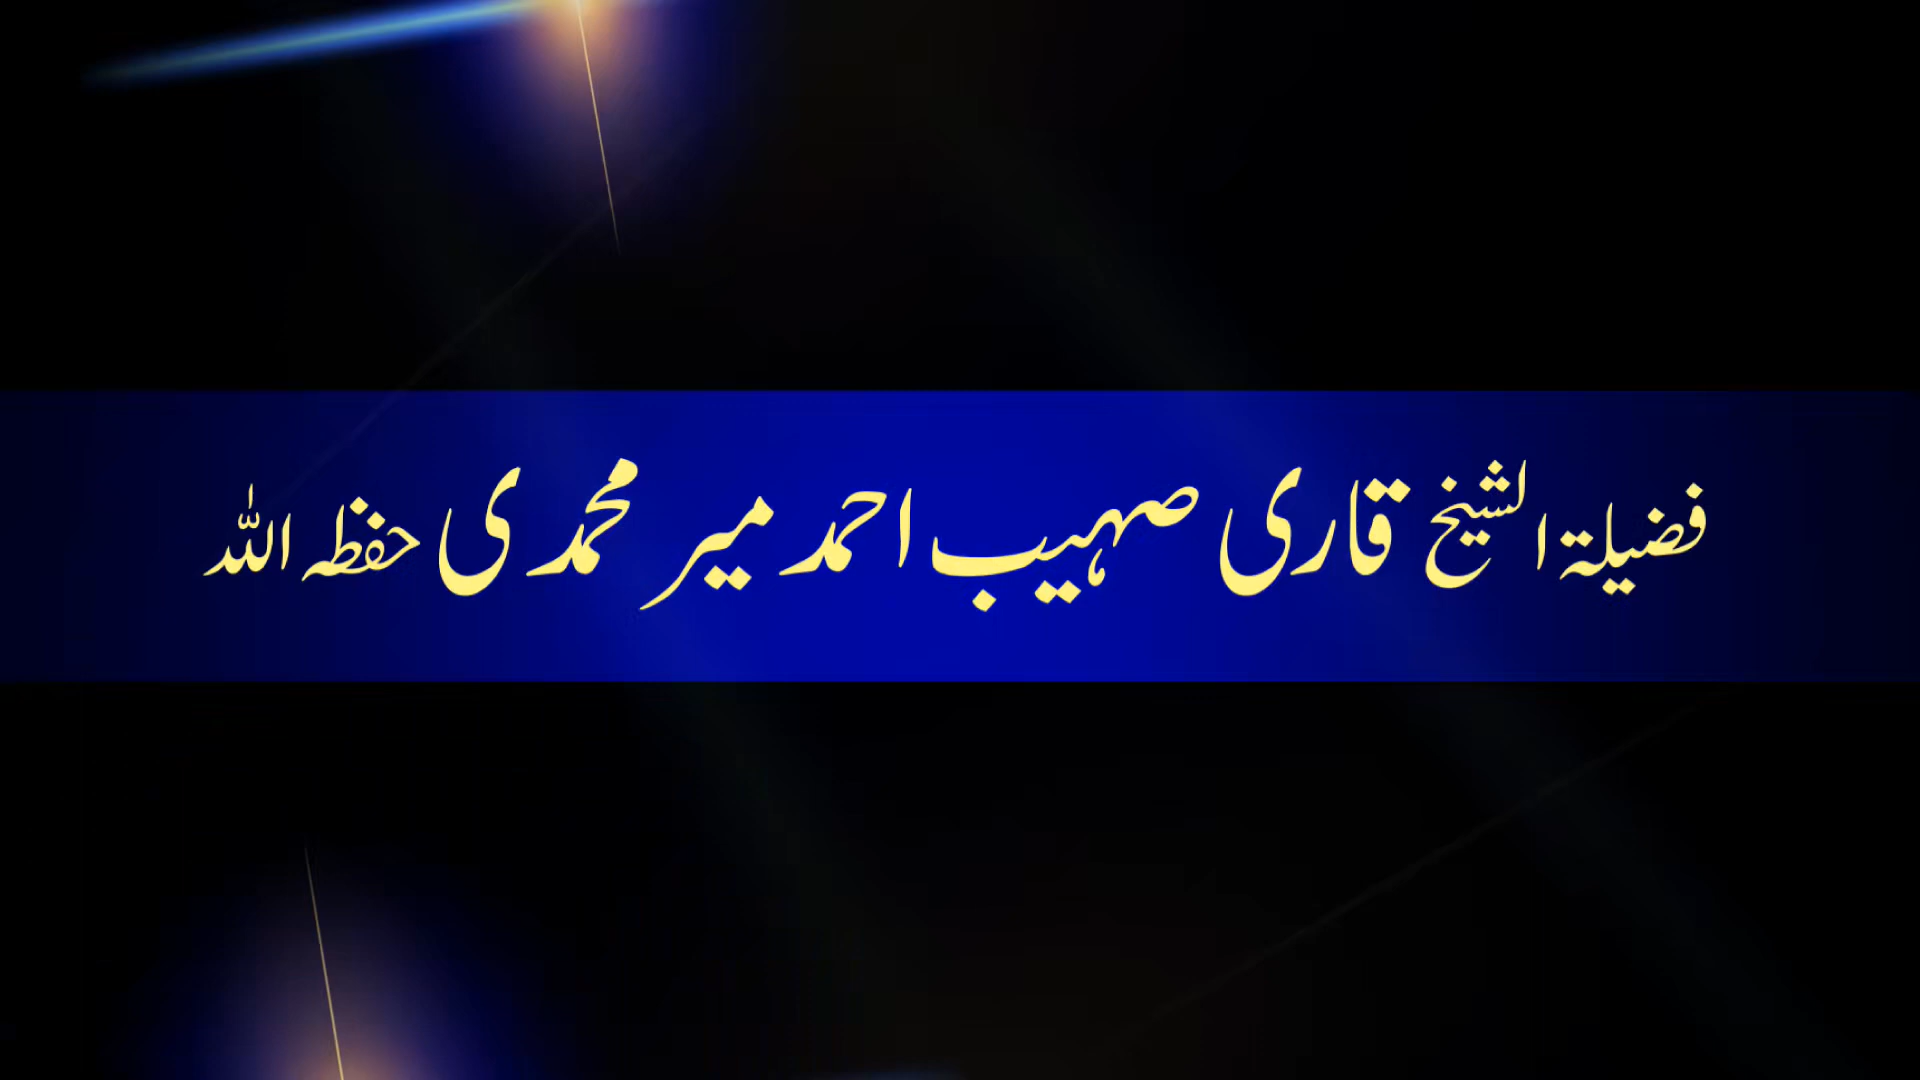 فضیلۃ الشیخ قاری صہیب احمد میر محمدی حفظہ اللہ